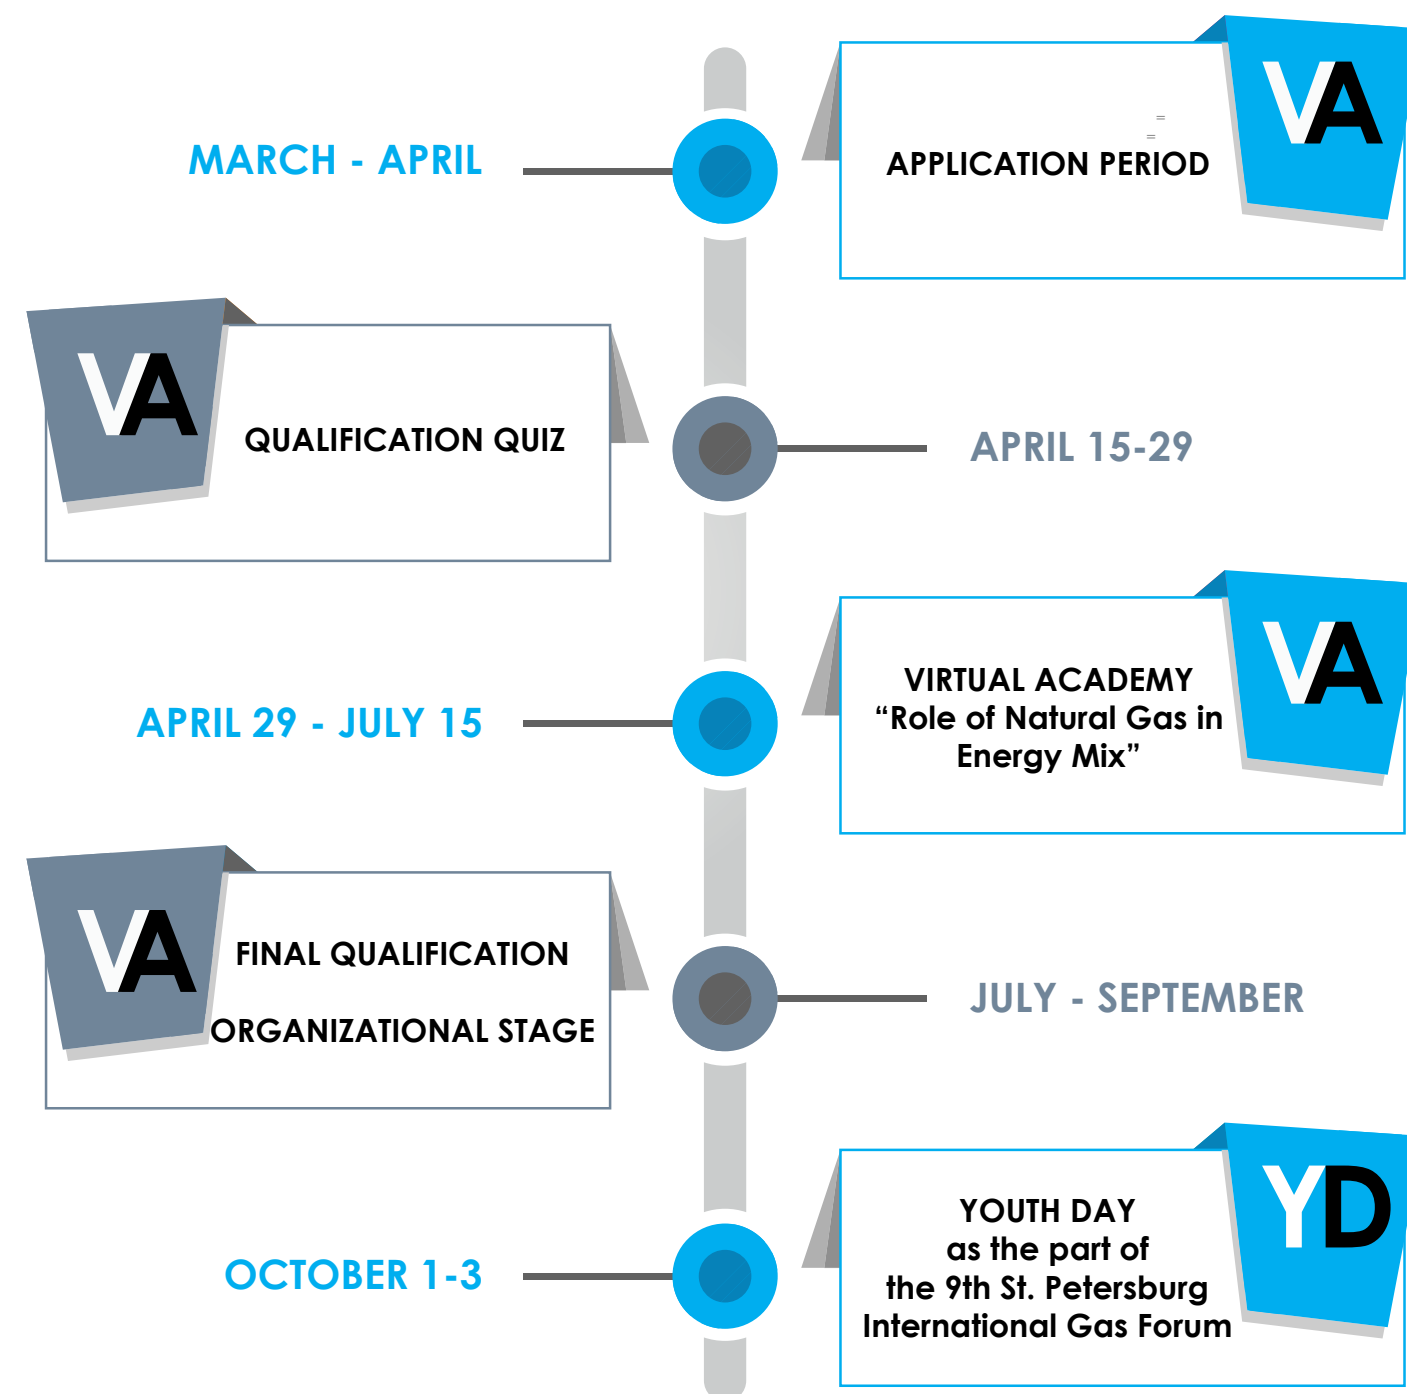 MARCH - APRIL
=
=
APPLICATION PERIOD
VA
VA
QUALIFICATION QUIZ
APRIL 15-29
APRIL 29 - JULY 15
VIRTUAL ACADEMY
“Role of Natural Gas in
Energy Mix”
VA
VA
FINAL QUALIFICATION
ORGANIZATIONAL STAGE
JULY - SEPTEMBER
OCTOBER 1-3
YOUTH DAY
as the part of
the 9th St. Petersburg
International Gas Forum
YD